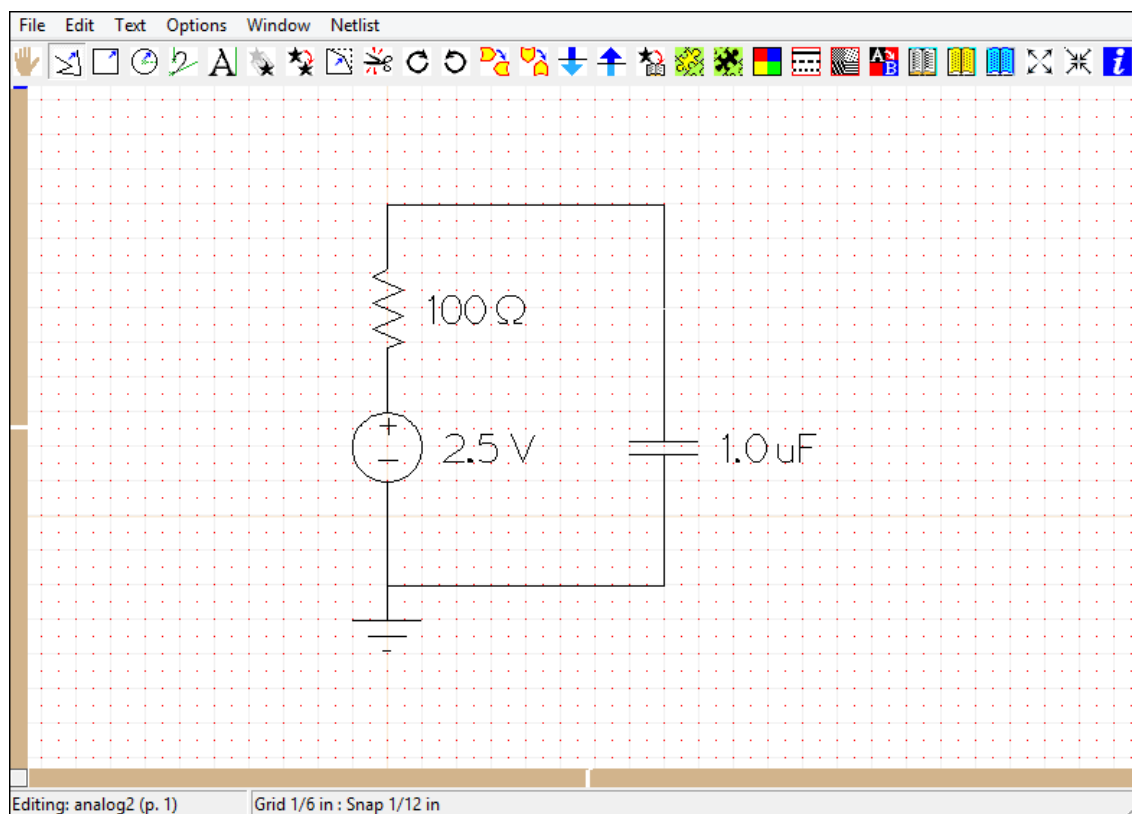 File Edit Text Options Window Netlist
A A B i
100 Ω
2.5 V
1.0 uF
Editing: analog2 (p. 1) Grid 1/6 in : Snap 1/12 in